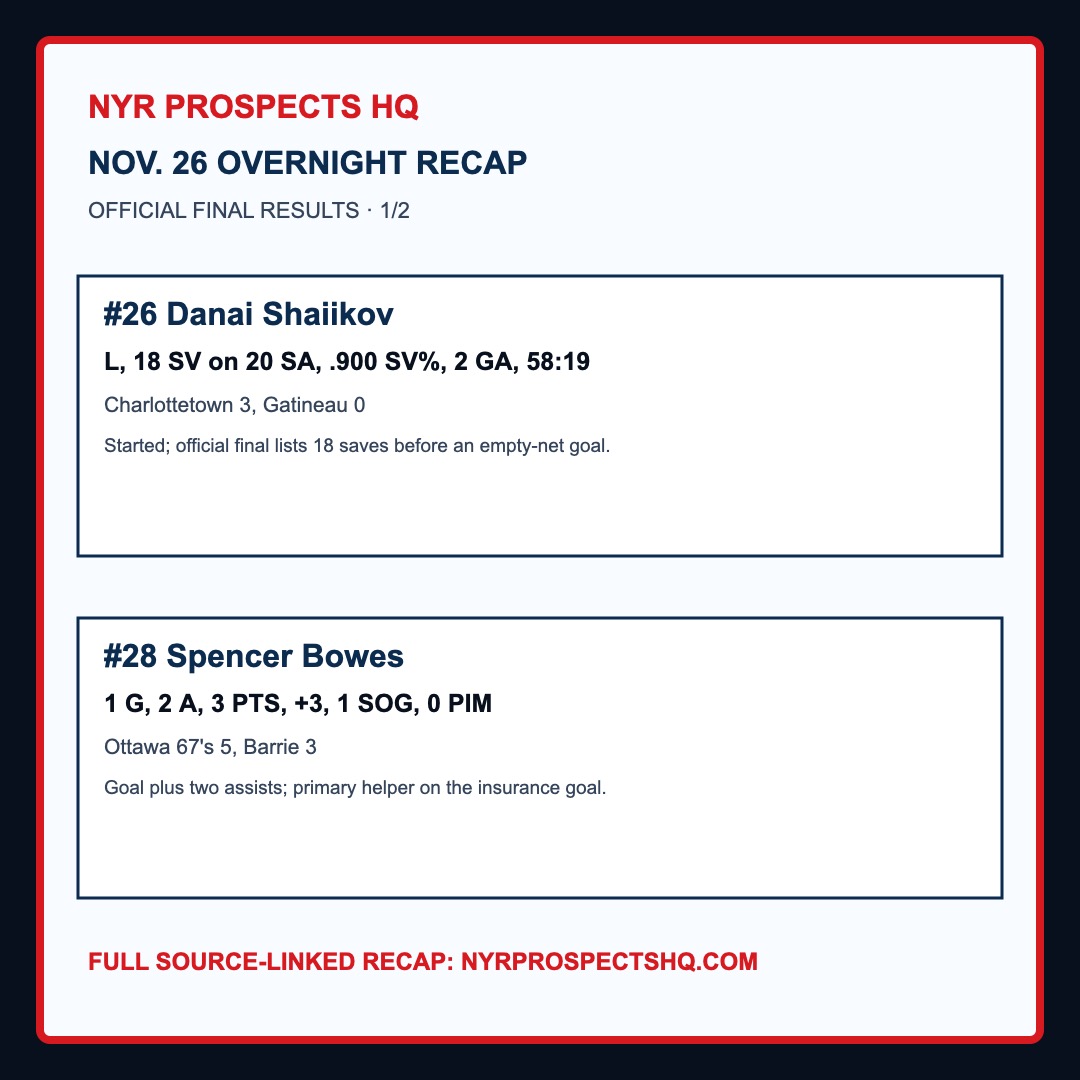 NYR PROSPECTS HQ
NOV. 26 OVERNIGHT RECAP
OFFICIAL FINAL RESULTS · 1/2
#26 Danai Shaiikov
L, 18 SV on 20 SA, .900 SV%, 2 GA, 58:19
Charlottetown 3, Gatineau 0
Started; official final lists 18 saves before an empty-net goal.
#28 Spencer Bowes
1 G, 2 A, 3 PTS, +3, 1 SOG, 0 PIM
Ottawa 67's 5, Barrie 3
Goal plus two assists; primary helper on the insurance goal.
FULL SOURCE-LINKED RECAP: NYRPROSPECTSHQ.COM